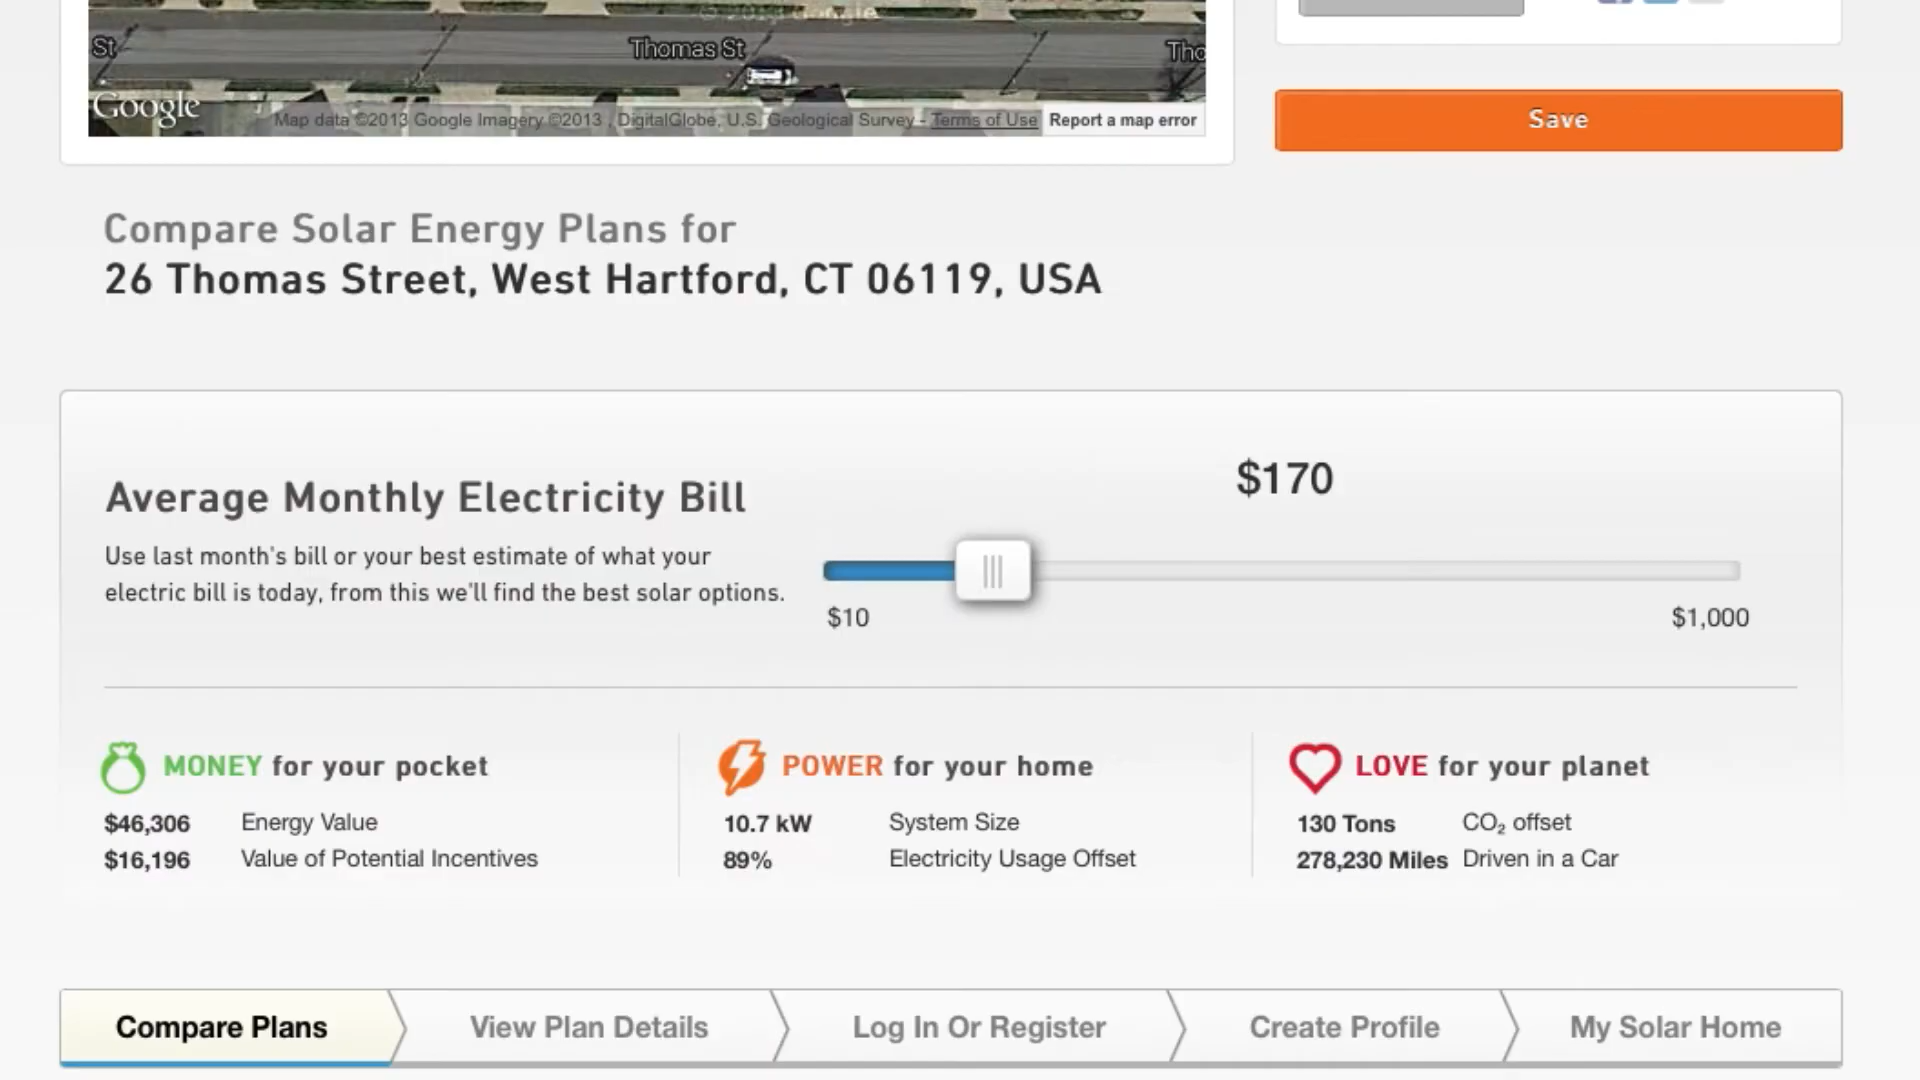 © 2013 Google
St
Thomas St
Tho
Google
Map data ©2013 Google Imagery ©2013 , DigitalGlobe, U.S. Geological Survey - Terms of Use
Report a map error
Save
Compare Solar Energy Plans for
26 Thomas Street, West Hartford, CT 06119, USA
$170
Average Monthly Electricity Bill
Use last month's bill or your best estimate of what your
electric bill is today, from this we'll find the best solar options.
$10
$1,000
MONEY for your pocket
$46,306 Energy Value
$16,196 Value of Potential Incentives
POWER for your home
10.7 kW System Size
89% Electricity Usage Offset
LOVE for your planet
130 Tons CO₂ offset
278,230 Miles Driven in a Car
Compare Plans
View Plan Details
Log In Or Register
Create Profile
My Solar Home